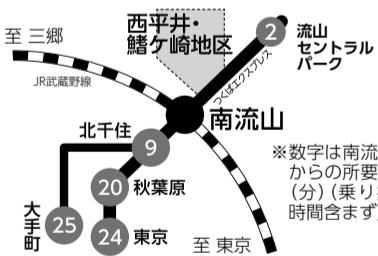 西平井・
鰭ケ崎地区
2
流山
セントラル
パーク
至 三郷
JR武蔵野線
つくばエクスプレス
南流山
北千住
9
※数字は南流
からの所要
(分)(乗り
時間含まず
20
秋葉原
大手町
25
24
東京
至 東京